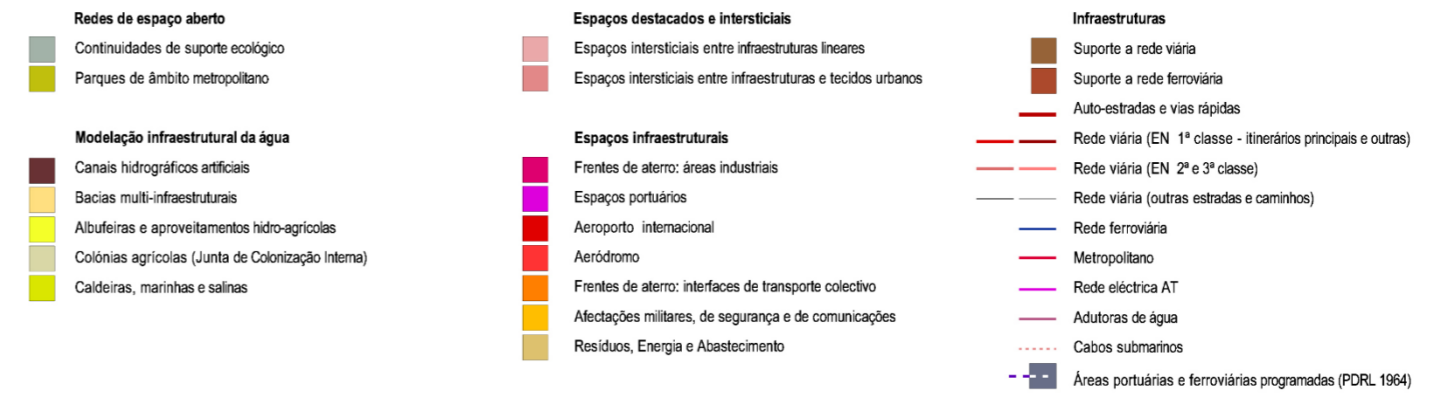 Redes de espaço aberto
Continuidades de suporte ecológico
Parques de âmbito metropolitano
Modelação infraestrutural da água
Canais hidrográficos artificiais
Bacias multi-infraestruturais
Albufeiras e aproveitamentos hidro-agrícolas
Colónias agrícolas (Junta de Colonização Interna)
Caldeiras, marinhas e salinas
Espaços destacados e intersticiais
Espaços intersticiais entre infraestruturas lineares
Espaços intersticiais entre infraestruturas e tecidos urbanos
Espaços infraestruturais
Frentes de aterro: áreas industriais
Espaços portuários
Aeroporto internacional
Aeródromo
Frentes de aterro: interfaces de transporte colectivo
Afectações militares, de segurança e de comunicações
Resíduos, Energia e Abastecimento
Infraestruturas
Suporte a rede viária
Suporte a rede ferroviária
Auto-estradas e vias rápidas
Rede viária (EN 1ª classe - itinerários principais e outras)
Rede viária (EN 2ª e 3ª classe)
Rede viária (outras estradas e caminhos)
Rede ferroviária
Metropolitano
Rede eléctrica AT
Adutoras de água
Cabos submarinos
Áreas portuárias e ferroviárias programadas (PDRL 1964)